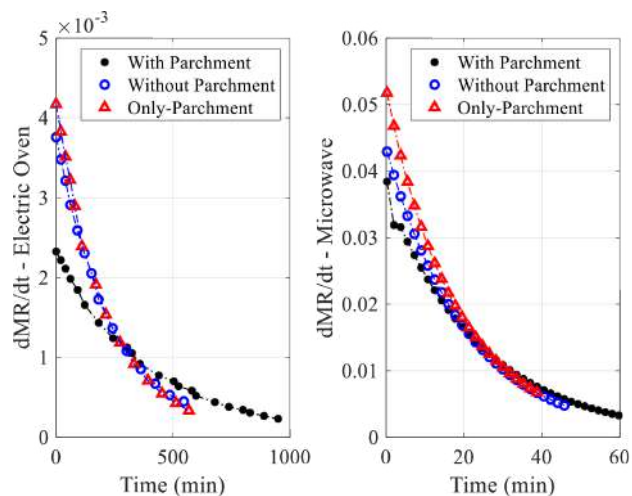 ×10⁻³
5
4
3
2
1
0
dMR/dt - Electric Oven
With Parchment
Without Parchment
Only-Parchment
0
500
1000
Time (min)
0.06
0.05
0.04
0.03
0.02
0.01
0
dMR/dt - Microwave
With Parchment
Without Parchment
Only-Parchment
0
20
40
60
Time (min)